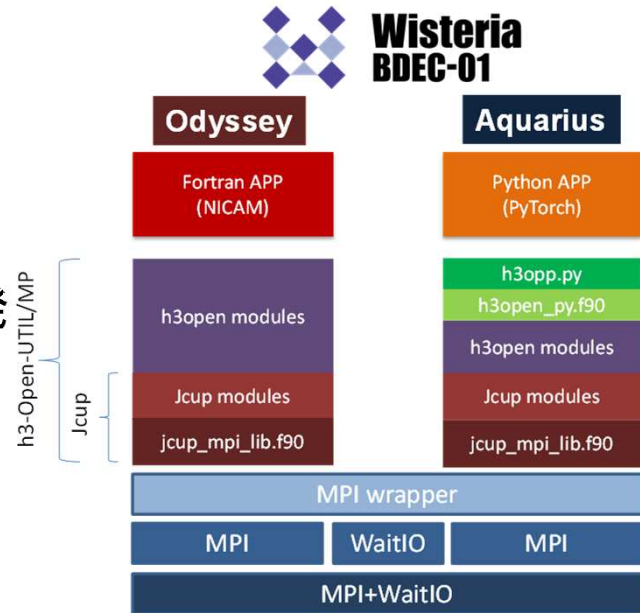 Wisteria
BDEC-01
Odyssey
Aquarius
Fortran APP
(NICAM)
Python APP
(PyTorch)
h3-Open-UTIL/MP
Jcup
h3open modules
Jcup modules
jcup_mpi_lib.f90
h3opp.py
h3open_py.f90
h3open modules
Jcup modules
jcup_mpi_lib.f90
MPI wrapper
MPI
WaitIO
MPI
MPI+WaitIO